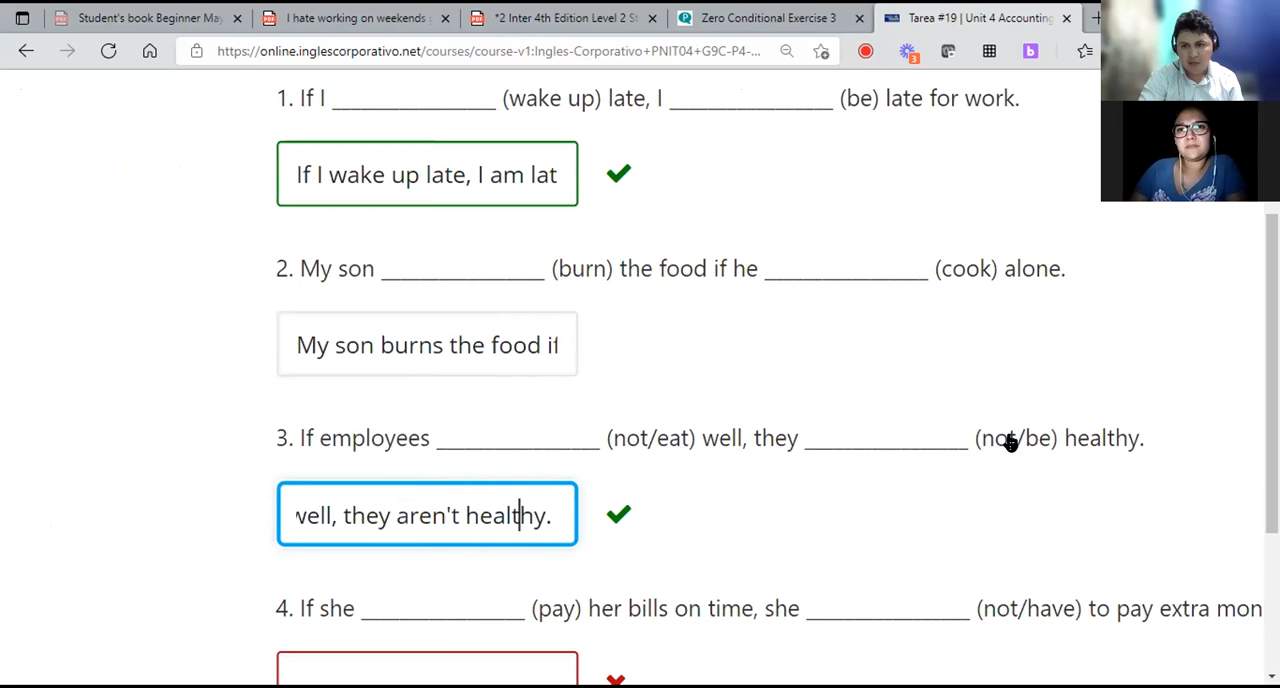 Student's book Beginner May
I hate working on weekends
*2 Inter 4th Edition Level 2 St
Zero Conditional Exercise 3
Tarea #19 | Unit 4 Accounting
https://online.inglescorporativo.net/courses/course-v1:Ingles-Corporativo+PNIT04+G9C-P4-...
3
b
1. If I _______________ (wake up) late, I _______________ (be) late for work.
If I wake up late, I am lat
2. My son _______________ (burn) the food if he _______________ (cook) alone.
My son burns the food if
3. If employees _______________ (not/eat) well, they _______________ (not/be) healthy.
well, they aren't healthy.
4. If she _______________ (pay) her bills on time, she _______________ (not/have) to pay extra mon